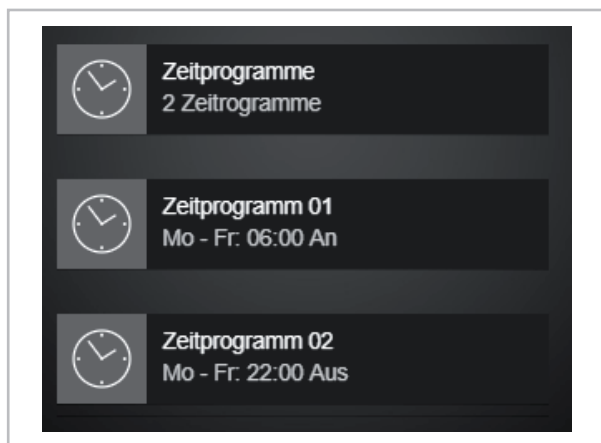 Zeitprogramme
2 Zeitrogramme
Zeitprogramm 01
Mo - Fr: 06:00 An
Zeitprogramm 02
Mo - Fr: 22:00 Aus